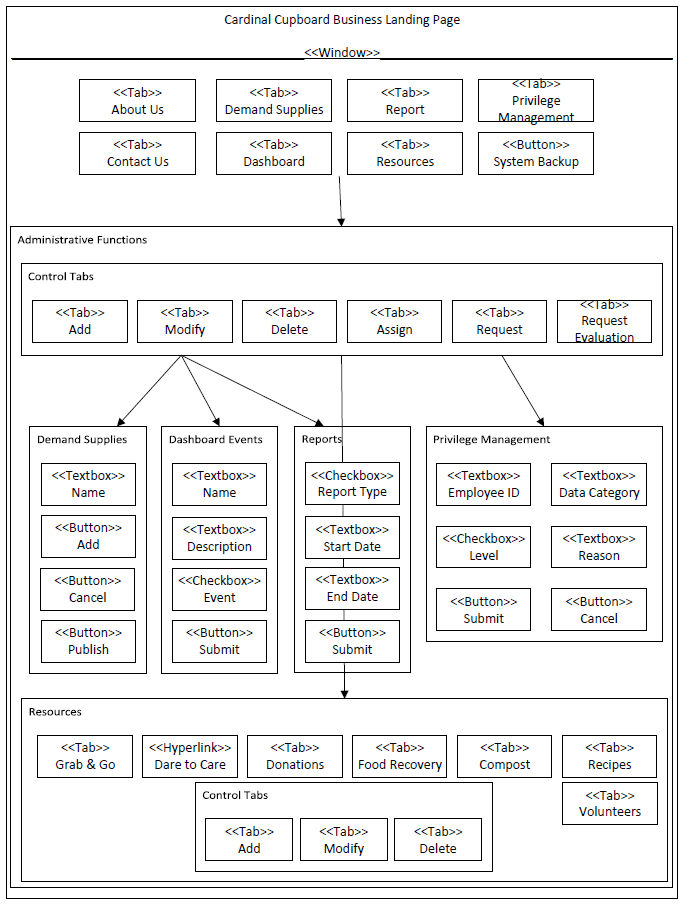 Cardinal Cupboard Business Landing Page
<<Window>>
<<Tab>>
About Us
<<Tab>>
Demand Supplies
<<Tab>>
Report
<<Tab>>
Privilege
Management
<<Tab>>
Contact Us
<<Tab>>
Dashboard
<<Tab>>
Resources
<<Button>>
System Backup
Administrative Functions
Control Tabs
<<Tab>>
Add
<<Tab>>
Modify
<<Tab>>
Delete
<<Tab>>
Assign
<<Tab>>
Request
<<Tab>>
Request
Evaluation
Demand Supplies
<<Textbox>>
Name
<<Button>>
Add
<<Button>>
Cancel
<<Button>>
Publish
Dashboard Events
<<Textbox>>
Name
<<Textbox>>
Description
<<Checkbox>>
Event
<<Button>>
Submit
Reports
<<Checkbox>>
Report Type
<<Textbox>>
Start Date
<<Textbox>>
End Date
<<Button>>
Submit
Privilege Management
<<Textbox>>
Employee ID
<<Textbox>>
Data Category
<<Checkbox>>
Level
<<Textbox>>
Reason
<<Button>>
Submit
<<Button>>
Cancel
Resources
<<Tab>>
Grab & Go
<<Hyperlink>>
Dare to Care
<<Tab>>
Donations
<<Tab>>
Food Recovery
<<Tab>>
Compost
<<Tab>>
Recipes
<<Tab>>
Volunteers
Control Tabs
<<Tab>>
Add
<<Tab>>
Modify
<<Tab>>
Delete